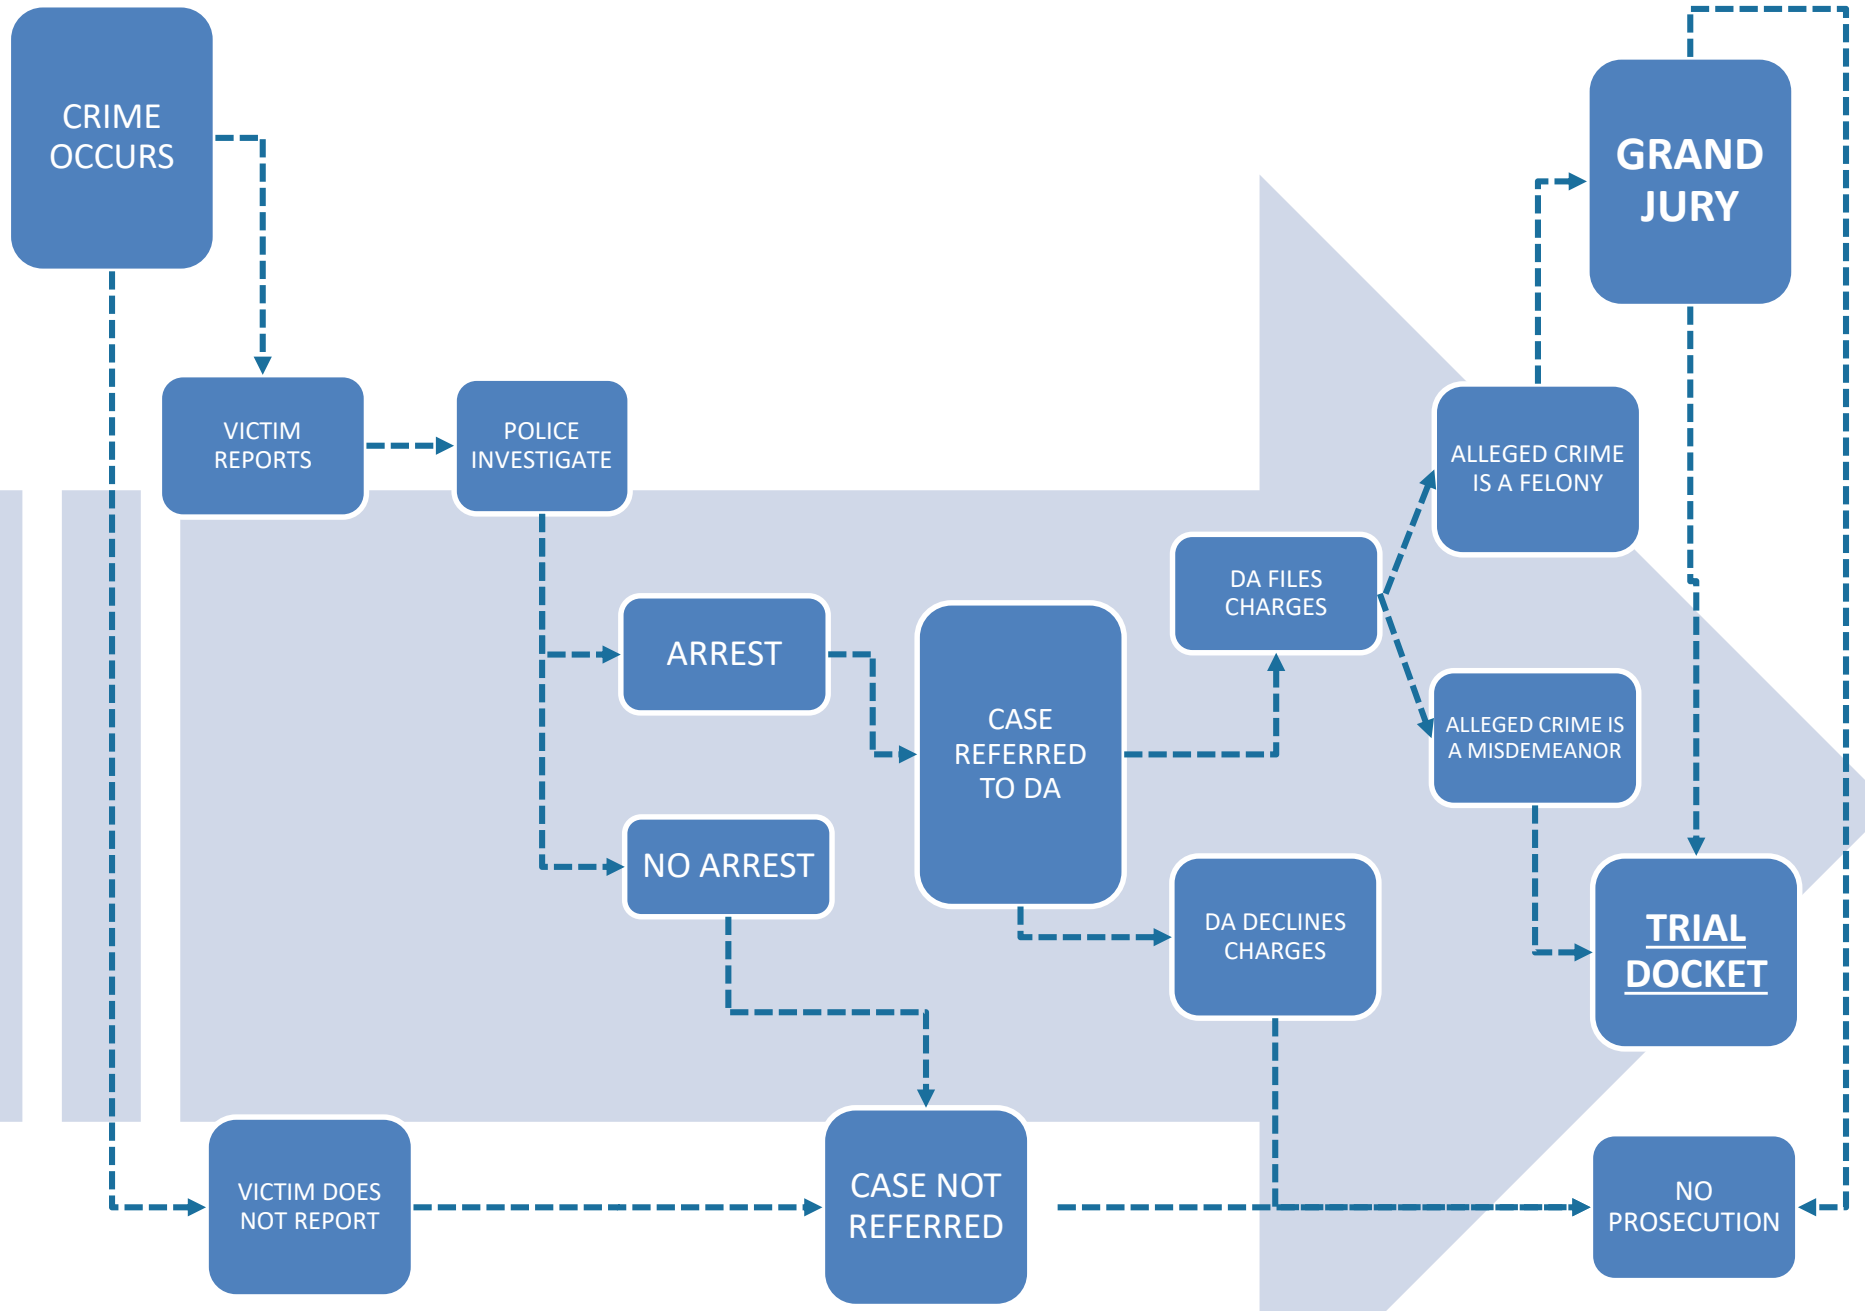 CRIME
OCCURS
GRAND
JURY
VICTIM
REPORTS
POLICE
INVESTIGATE
ALLEGED CRIME
IS A FELONY
DA FILES
CHARGES
ARREST
CASE
REFERRED
TO DA
ALLEGED CRIME IS
A MISDEMEANOR
NO ARREST
DA DECLINES
CHARGES
TRIAL
DOCKET
VICTIM DOES
NOT REPORT
CASE NOT
REFERRED
NO
PROSECUTION